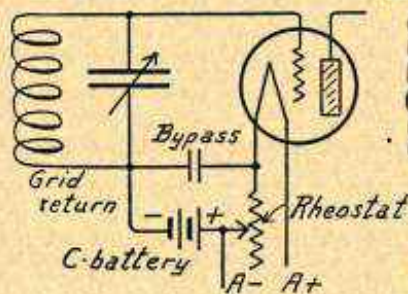 Bypass
Grid
return
Rheostat
- +
C-battery
A- A+